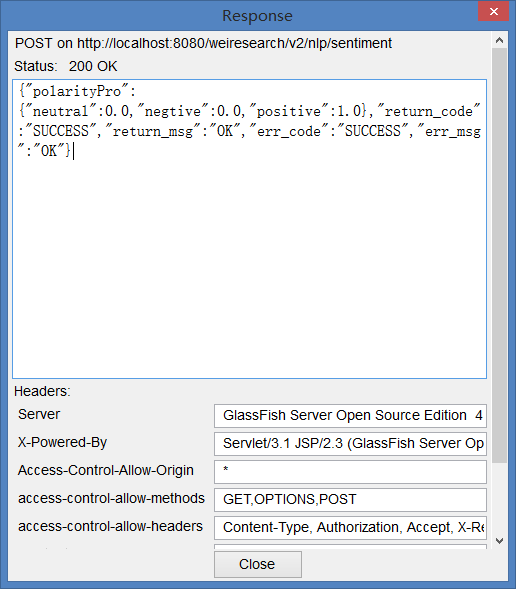 Response
POST on http://localhost:8080/weiresearch/v2/nlp/sentiment
Status: 200 OK
{"polarityPro":
{"neutral":0.0,"negtive":0.0,"positive":1.0},"return_code"
:"SUCCESS","return_msg":"OK","err_code":"SUCCESS","err_msg
":"OK"}
Headers:
Server GlassFish Server Open Source Edition 4
X-Powered-By Servlet/3.1 JSP/2.3 (GlassFish Server Op
Access-Control-Allow-Origin *
access-control-allow-methods GET,OPTIONS,POST
access-control-allow-headers Content-Type, Authorization, Accept, X-Re
Close